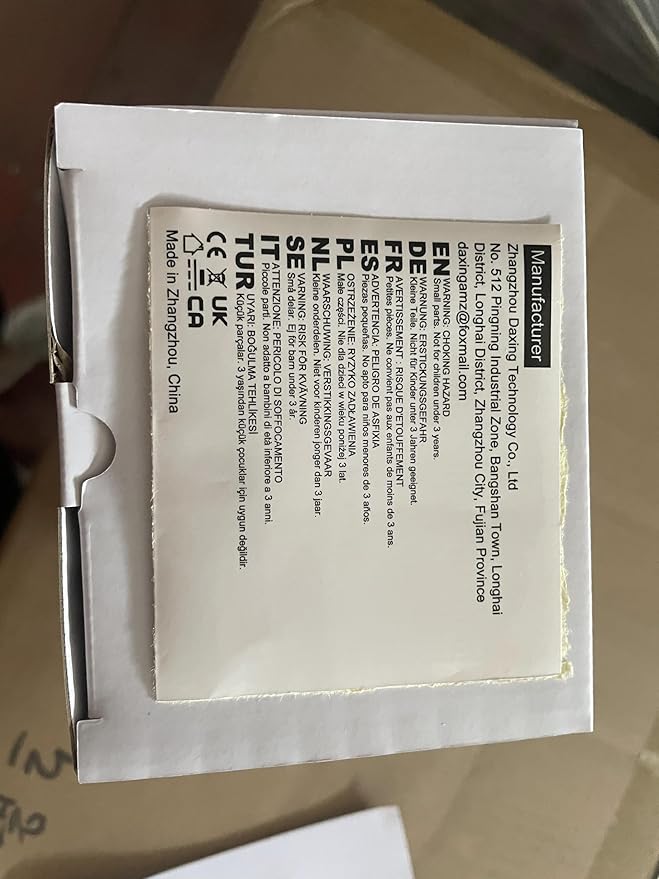 Manufacturer
Zhangzhou Daxing Technology Co., Ltd
No. 512 Pingning Industrial Zone, Bangshan Town, Longhai
District, Longhai District, Zhangzhou City, Fujian Province
daxingamz@foxmail.com
EN WARNING: CHOKING HAZARD
Small parts. Not for children under 3 years.
DE WARNUNG: ERSTICKUNGSGEFAHR
Kleine Teile. Nicht für Kinder unter 3 Jahren geeignet.
FR AVERTISSEMENT : RISQUE D'ETOUFFEMENT
Petites pièces. Ne convient pas aux enfants de moins de 3 ans.
ES ADVERTENCIA: PELIGRO DE ASFIXIA
Piezas pequeñas. No apto para niños menores de 3 años.
PL OSTRZEŻENIE: RYZYKO ZADŁAWIENIA
Małe części. Nie dla dzieci w wieku poniżej 3 lat.
NL WAARSCHUWING: VERSTIKKINGSGEVAAR
Kleine onderdelen. Niet voor kinderen jonger dan 3 jaar.
SE VARNING: RISK FÖR KVÄVNING
Små delar. Ej för barn under 3 år.
IT ATTENZIONE: PERICOLO DI SOFFOCAMENTO
Piccole parti. Non adatto a bambini di età inferiore a 3 anni.
TUR UYARI: BOĞULMA TEHLİKESİ
Küçük parçalar. 3 yaşından küçük çocuklar için uygun değildir.
CE UK
CA
Made in Zhangzhou, China